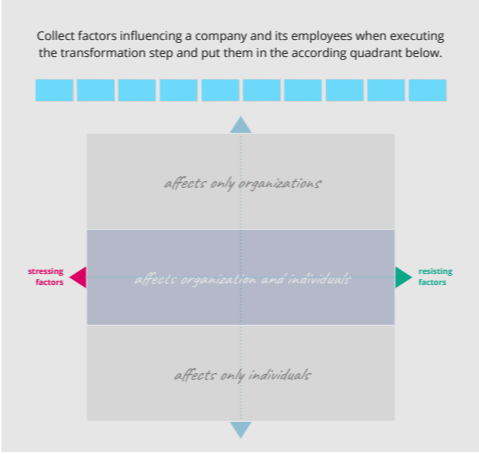 Collect factors influencing a company and its employees when executing
the transformation step and put them in the according quadrant below.
affects only organizations
stressing
factors
affects organization and individuals
resisting
factors
affects only individuals